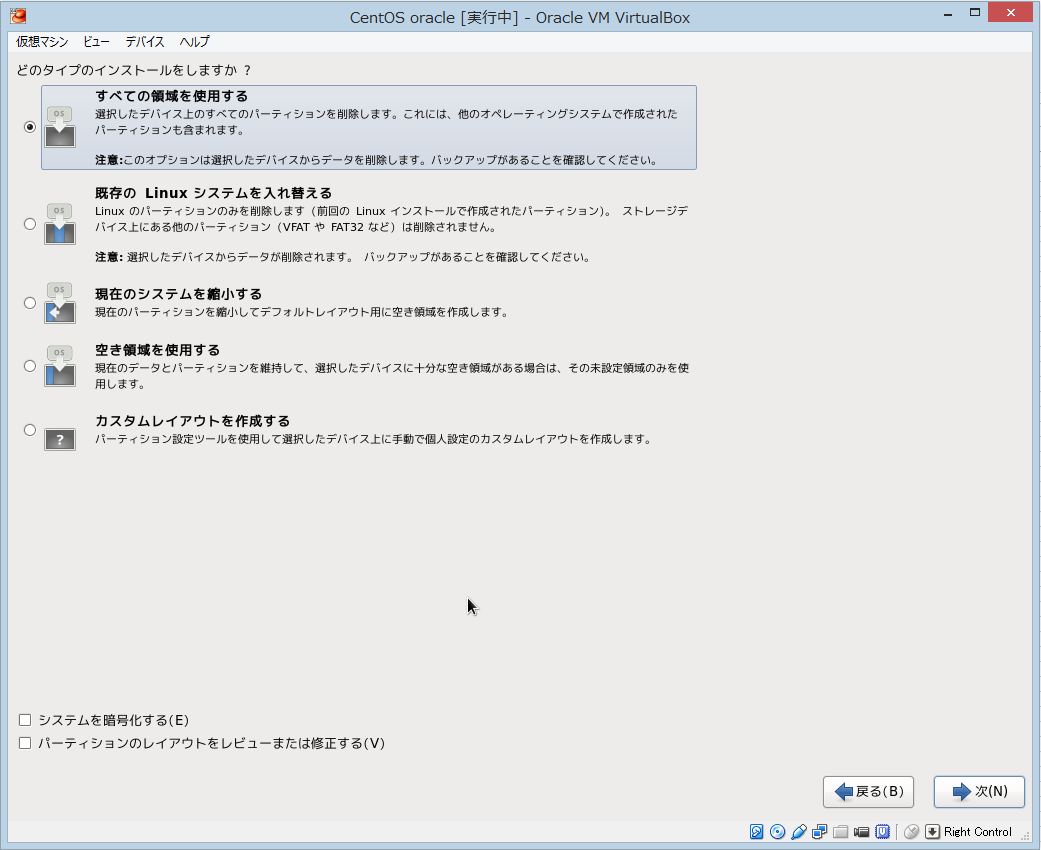 CentOS oracle [実行中] - Oracle VM VirtualBox
仮想マシン ビュー デバイス ヘルプ
どのタイプのインストールをしますか ?
OS
すべての領域を使用する
選択したデバイス上のすべてのパーティションを削除します。これには、他のオペレーティングシステムで作成された
パーティションも含まれます。
注意:このオプションは選択したデバイスからデータを削除します。バックアップがあることを確認してください。
OS
既存の Linux システムを入れ替える
Linux のパーティションのみを削除します (前回の Linux インストールで作成されたパーティション)。 ストレージデ
バイス上にある他のパーティション (VFAT や FAT32 など) は削除されません。
注意: 選択したデバイスからデータが削除されます。 バックアップがあることを確認してください。
OS
現在のシステムを縮小する
現在のパーティションを縮小してデフォルトレイアウト用に空き領域を作成します。
OS
空き領域を使用する
現在のデータとパーティションを維持して、選択したデバイスに十分な空き領域がある場合は、その未設定領域のみを使
用します。
?
カスタムレイアウトを作成する
パーティション設定ツールを使用して選択したデバイス上に手動で個人設定のカスタムレイアウトを作成します。
システムを暗号化する(E)
パーティションのレイアウトをレビューまたは修正する(V)
戻る(B) 次(N)
Right Control